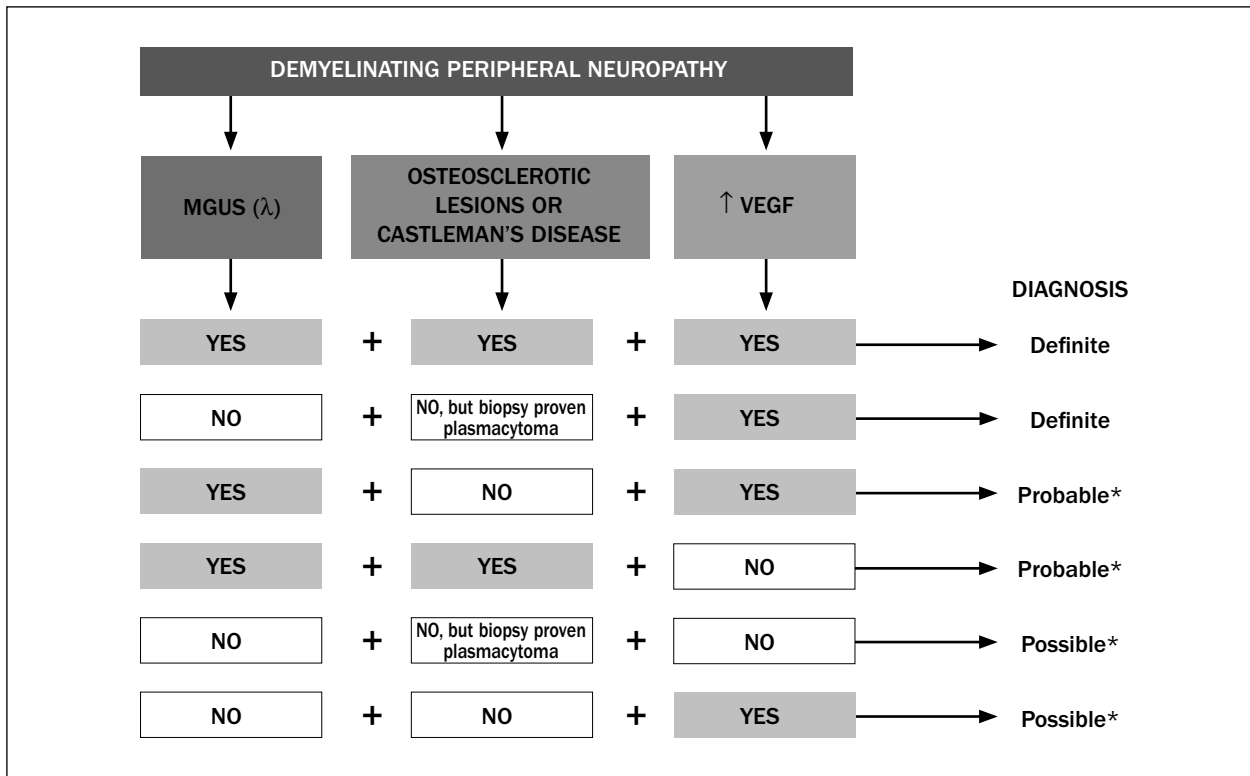 DEMYELINATING PERIPHERAL NEUROPATHY
MGUS (λ)
OSTEOSCLEROTIC
LESIONS OR
CASTLEMAN'S DISEASE
↑ VEGF
DIAGNOSIS
YES + YES + YES Definite
NO + NO, but biopsy proven
plasmacytoma + YES Definite
YES + NO + YES Probable*
YES + YES + NO Probable*
NO + NO, but biopsy proven
plasmacytoma + NO Possible*
NO + NO + YES Possible*